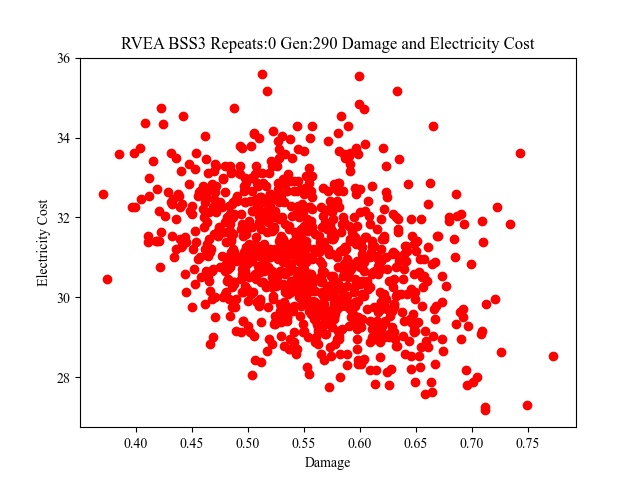 RVEA BSS3 Repeats:0 Gen:290 Damage and Electricity Cost
36
34
32
30
28
Electricity Cost
0.40 0.45 0.50 0.55 0.60 0.65 0.70 0.75
Damage